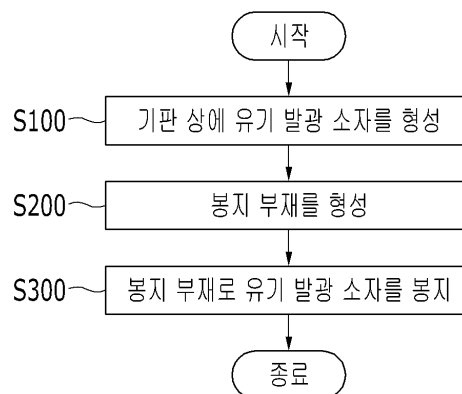 시작
S100 기판 상에 유기 발광 소자를 형성
S200 봉지 부재를 형성
S300 봉지 부재로 유기 발광 소자를 봉지
종료